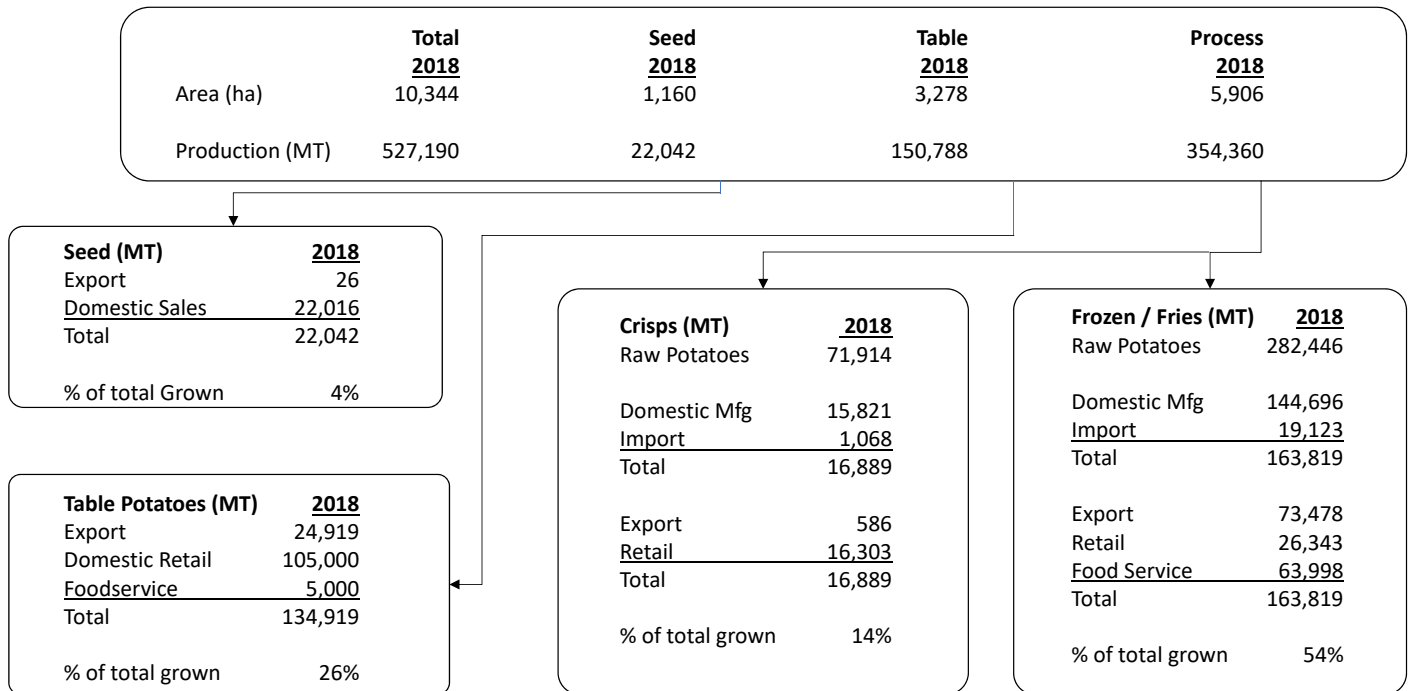 Total Seed Table Process
2018 2018 2018 2018
Area (ha) 10,344 1,160 3,278 5,906
Production (MT) 527,190 22,042 150,788 354,360
Seed (MT) 2018
Export 26
Domestic Sales 22,016
Total 22,042
% of total Grown 4%
Table Potatoes (MT) 2018
Export 24,919
Domestic Retail 105,000
Foodservice 5,000
Total 134,919
% of total grown 26%
Crisps (MT) 2018
Raw Potatoes 71,914
Domestic Mfg 15,821
Import 1,068
Total 16,889
Export 586
Retail 16,303
Total 16,889
% of total grown 14%
Frozen / Fries (MT) 2018
Raw Potatoes 282,446
Domestic Mfg 144,696
Import 19,123
Total 163,819
Export 73,478
Retail 26,343
Food Service 63,998
Total 163,819
% of total grown 54%